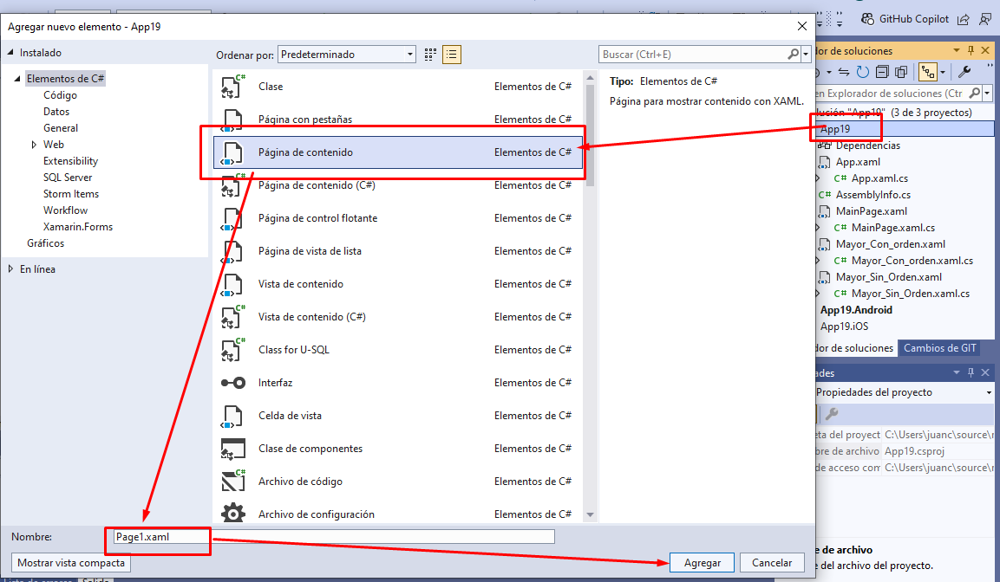 GitHub Copilot
Agregar nuevo elemento - App19
Instalado
Elementos de C#
Código
Datos
General
Web
Extensibility
SQL Server
Storm Items
Workflow
Xamarin.Forms
Gráficos
En línea
Ordenar por: Predeterminado
Buscar (Ctrl+E)
Clase Elementos de C#
Página con pestañas Elementos de C#
Página de contenido Elementos de C#
Página de contenido (C#) Elementos de C#
Página de control flotante Elementos de C#
Página de vista de lista Elementos de C#
Vista de contenido Elementos de C#
Vista de contenido (C#) Elementos de C#
Class for U-SQL Elementos de C#
Interfaz Elementos de C#
Celda de vista Elementos de C#
Clase de componentes Elementos de C#
Archivo de código Elementos de C#
Archivo de configuración Elementos de C#
Tipo: Elementos de C#
Página para mostrar contenido con XAML.
Nombre: Page1.xaml
Mostrar vista compacta
Agregar
Cancelar
dor de soluciones
en Explorador de soluciones (Ctr
lución "App19" (3 de 3 proyectos)
App19
Dependencias
App.xaml
C# App.xaml.cs
C# AssemblyInfo.cs
MainPage.xaml
C# MainPage.xaml.cs
Mayor_Con_orden.xaml
C# Mayor_Con_orden.xaml.cs
Mayor_Sin_Orden.xaml
C# Mayor_Sin_Orden.xaml.cs
App19.Android
App19.iOS
dor de soluciones Cambios de GIT
dades
Propiedades del proyecto
eta del proyect C:\Users\juanc\source\r
bre de archivo App19.csproj
de acceso com C:\Users\juanc\source\r
e de archivo
e del archivo del proyecto.